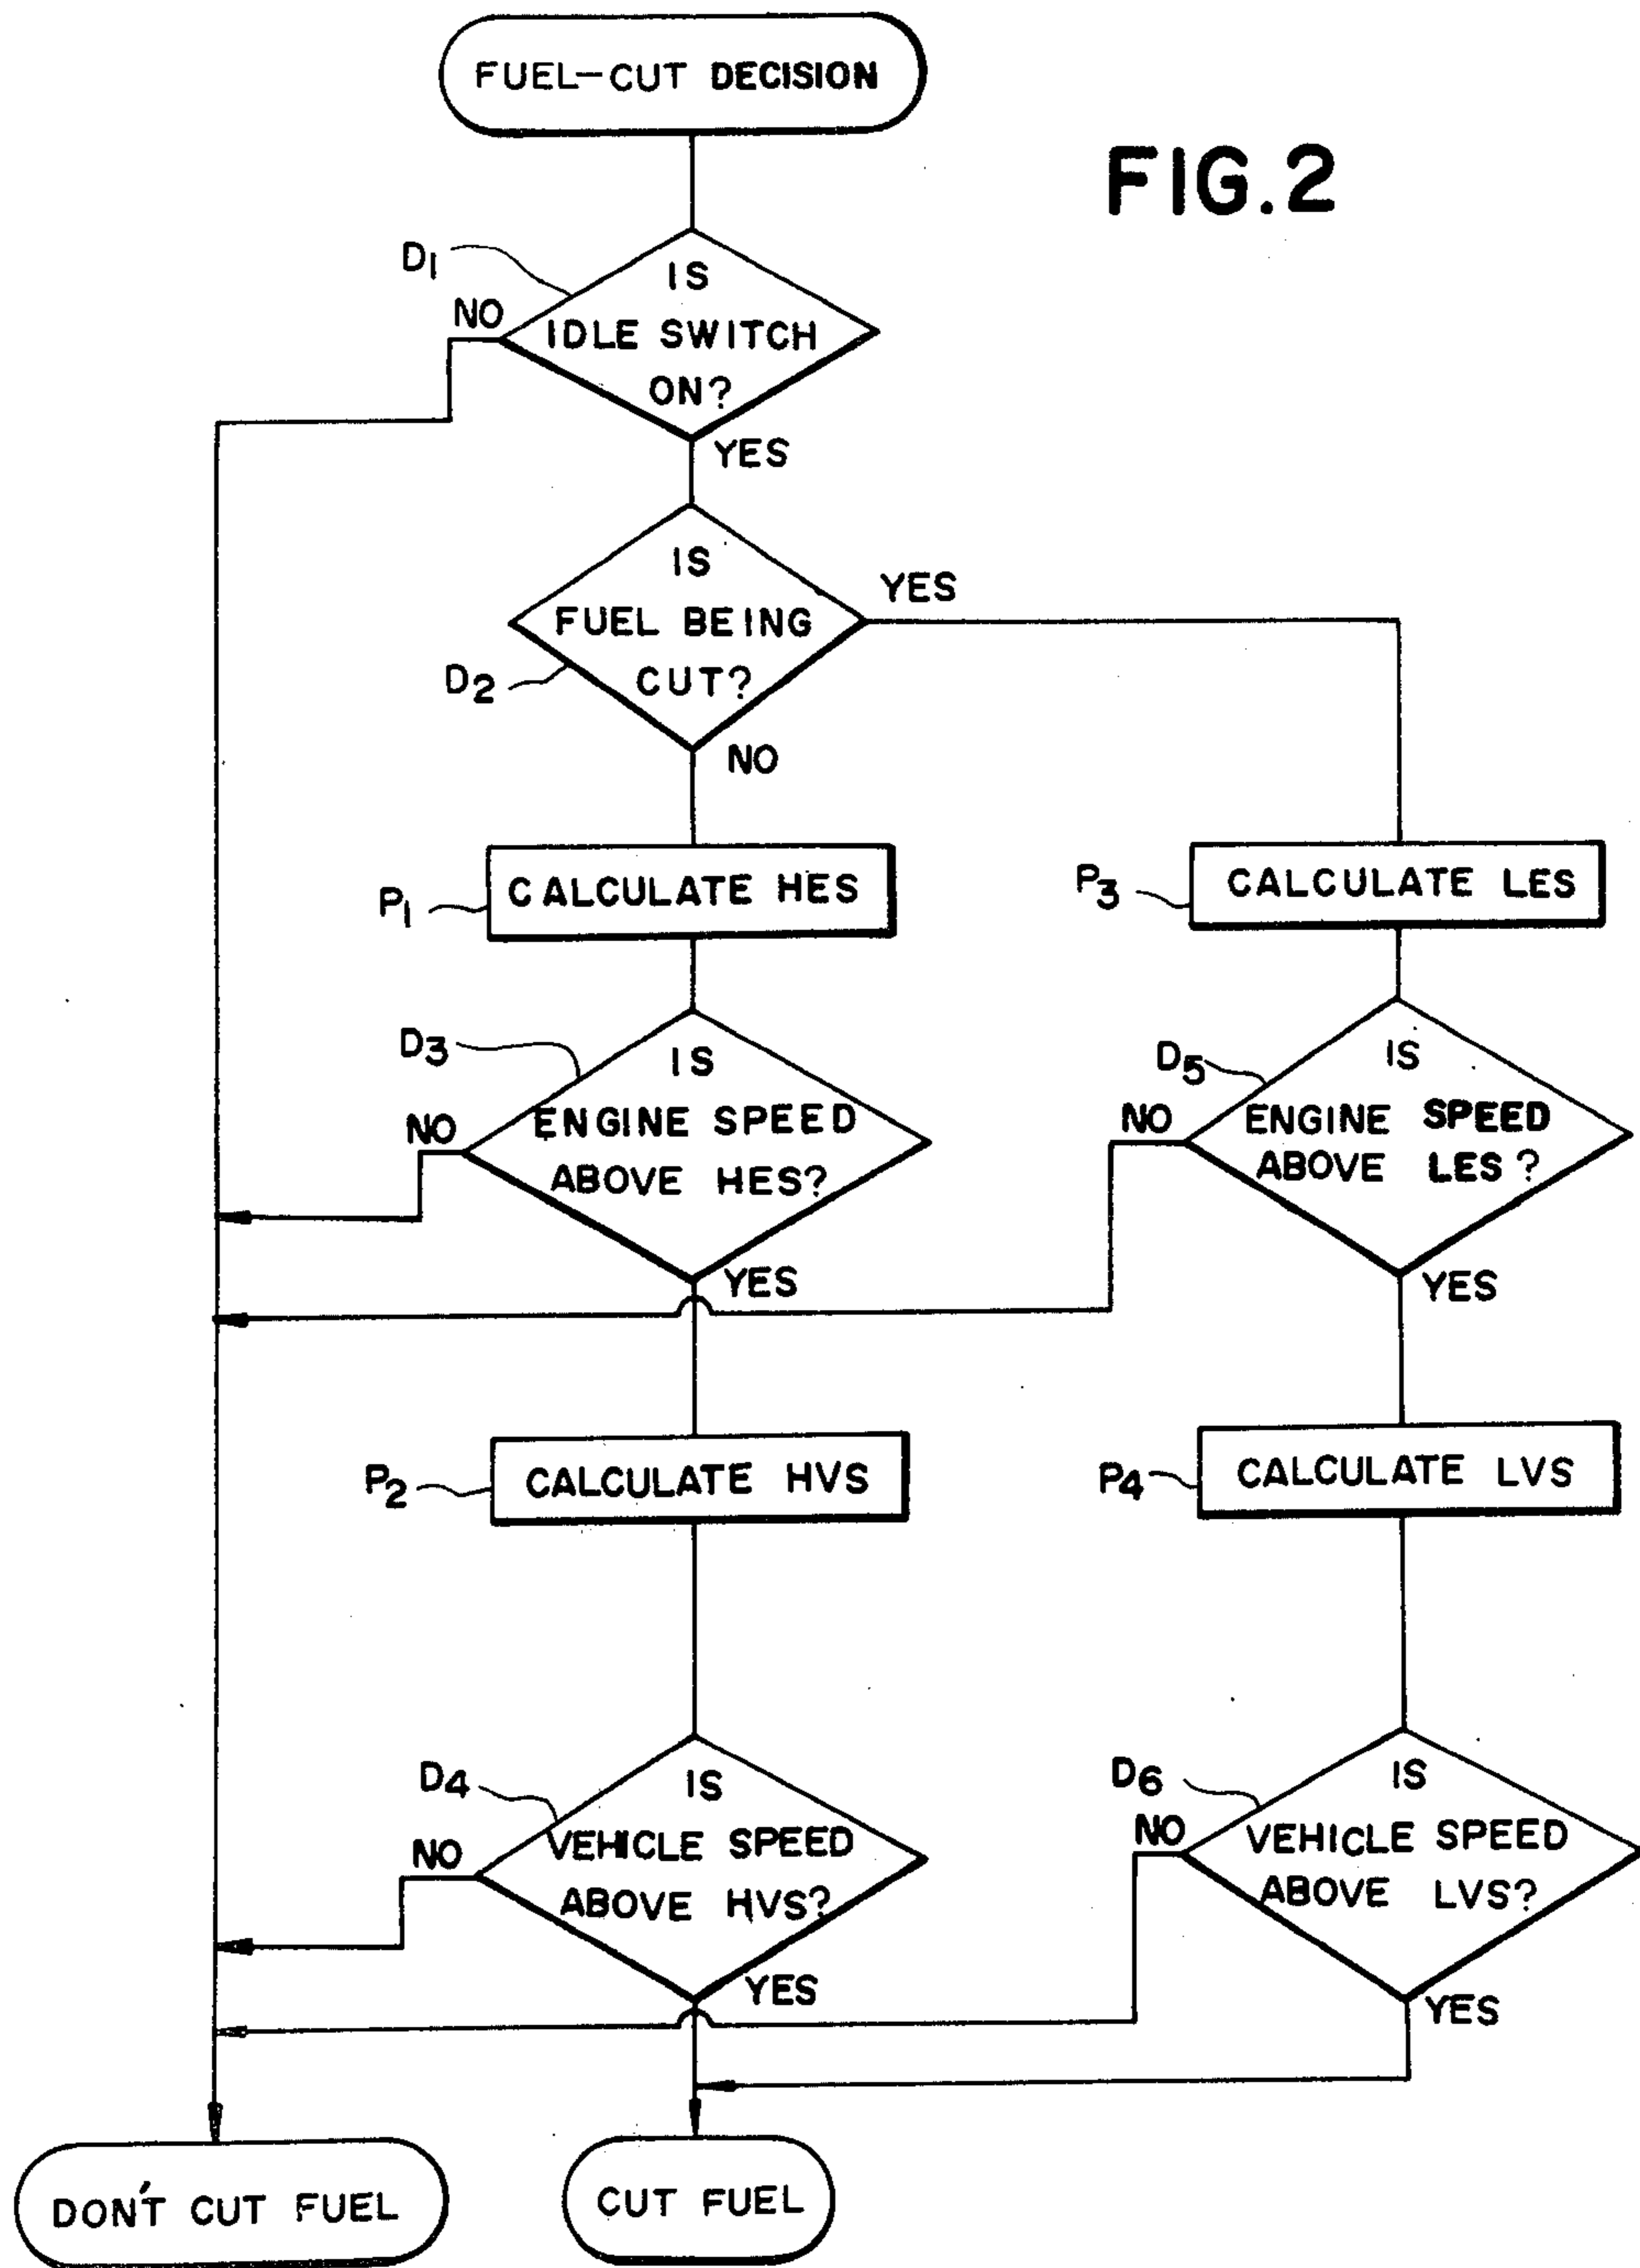 FUEL-CUT DECISION
FIG.2
D1
IS
IDLE SWITCH
ON?
NO
YES
IS
FUEL BEING
CUT?
D2
YES
NO
P1
CALCULATE HES
P3
CALCULATE LES
D3
IS
ENGINE SPEED
ABOVE HES?
NO
YES
D5
IS
ENGINE SPEED
ABOVE LES?
NO
YES
P2
CALCULATE HVS
P4
CALCULATE LVS
D4
IS
VEHICLE SPEED
ABOVE HVS?
NO
YES
D6
IS
VEHICLE SPEED
ABOVE LVS?
NO
YES
DON'T CUT FUEL
CUT FUEL